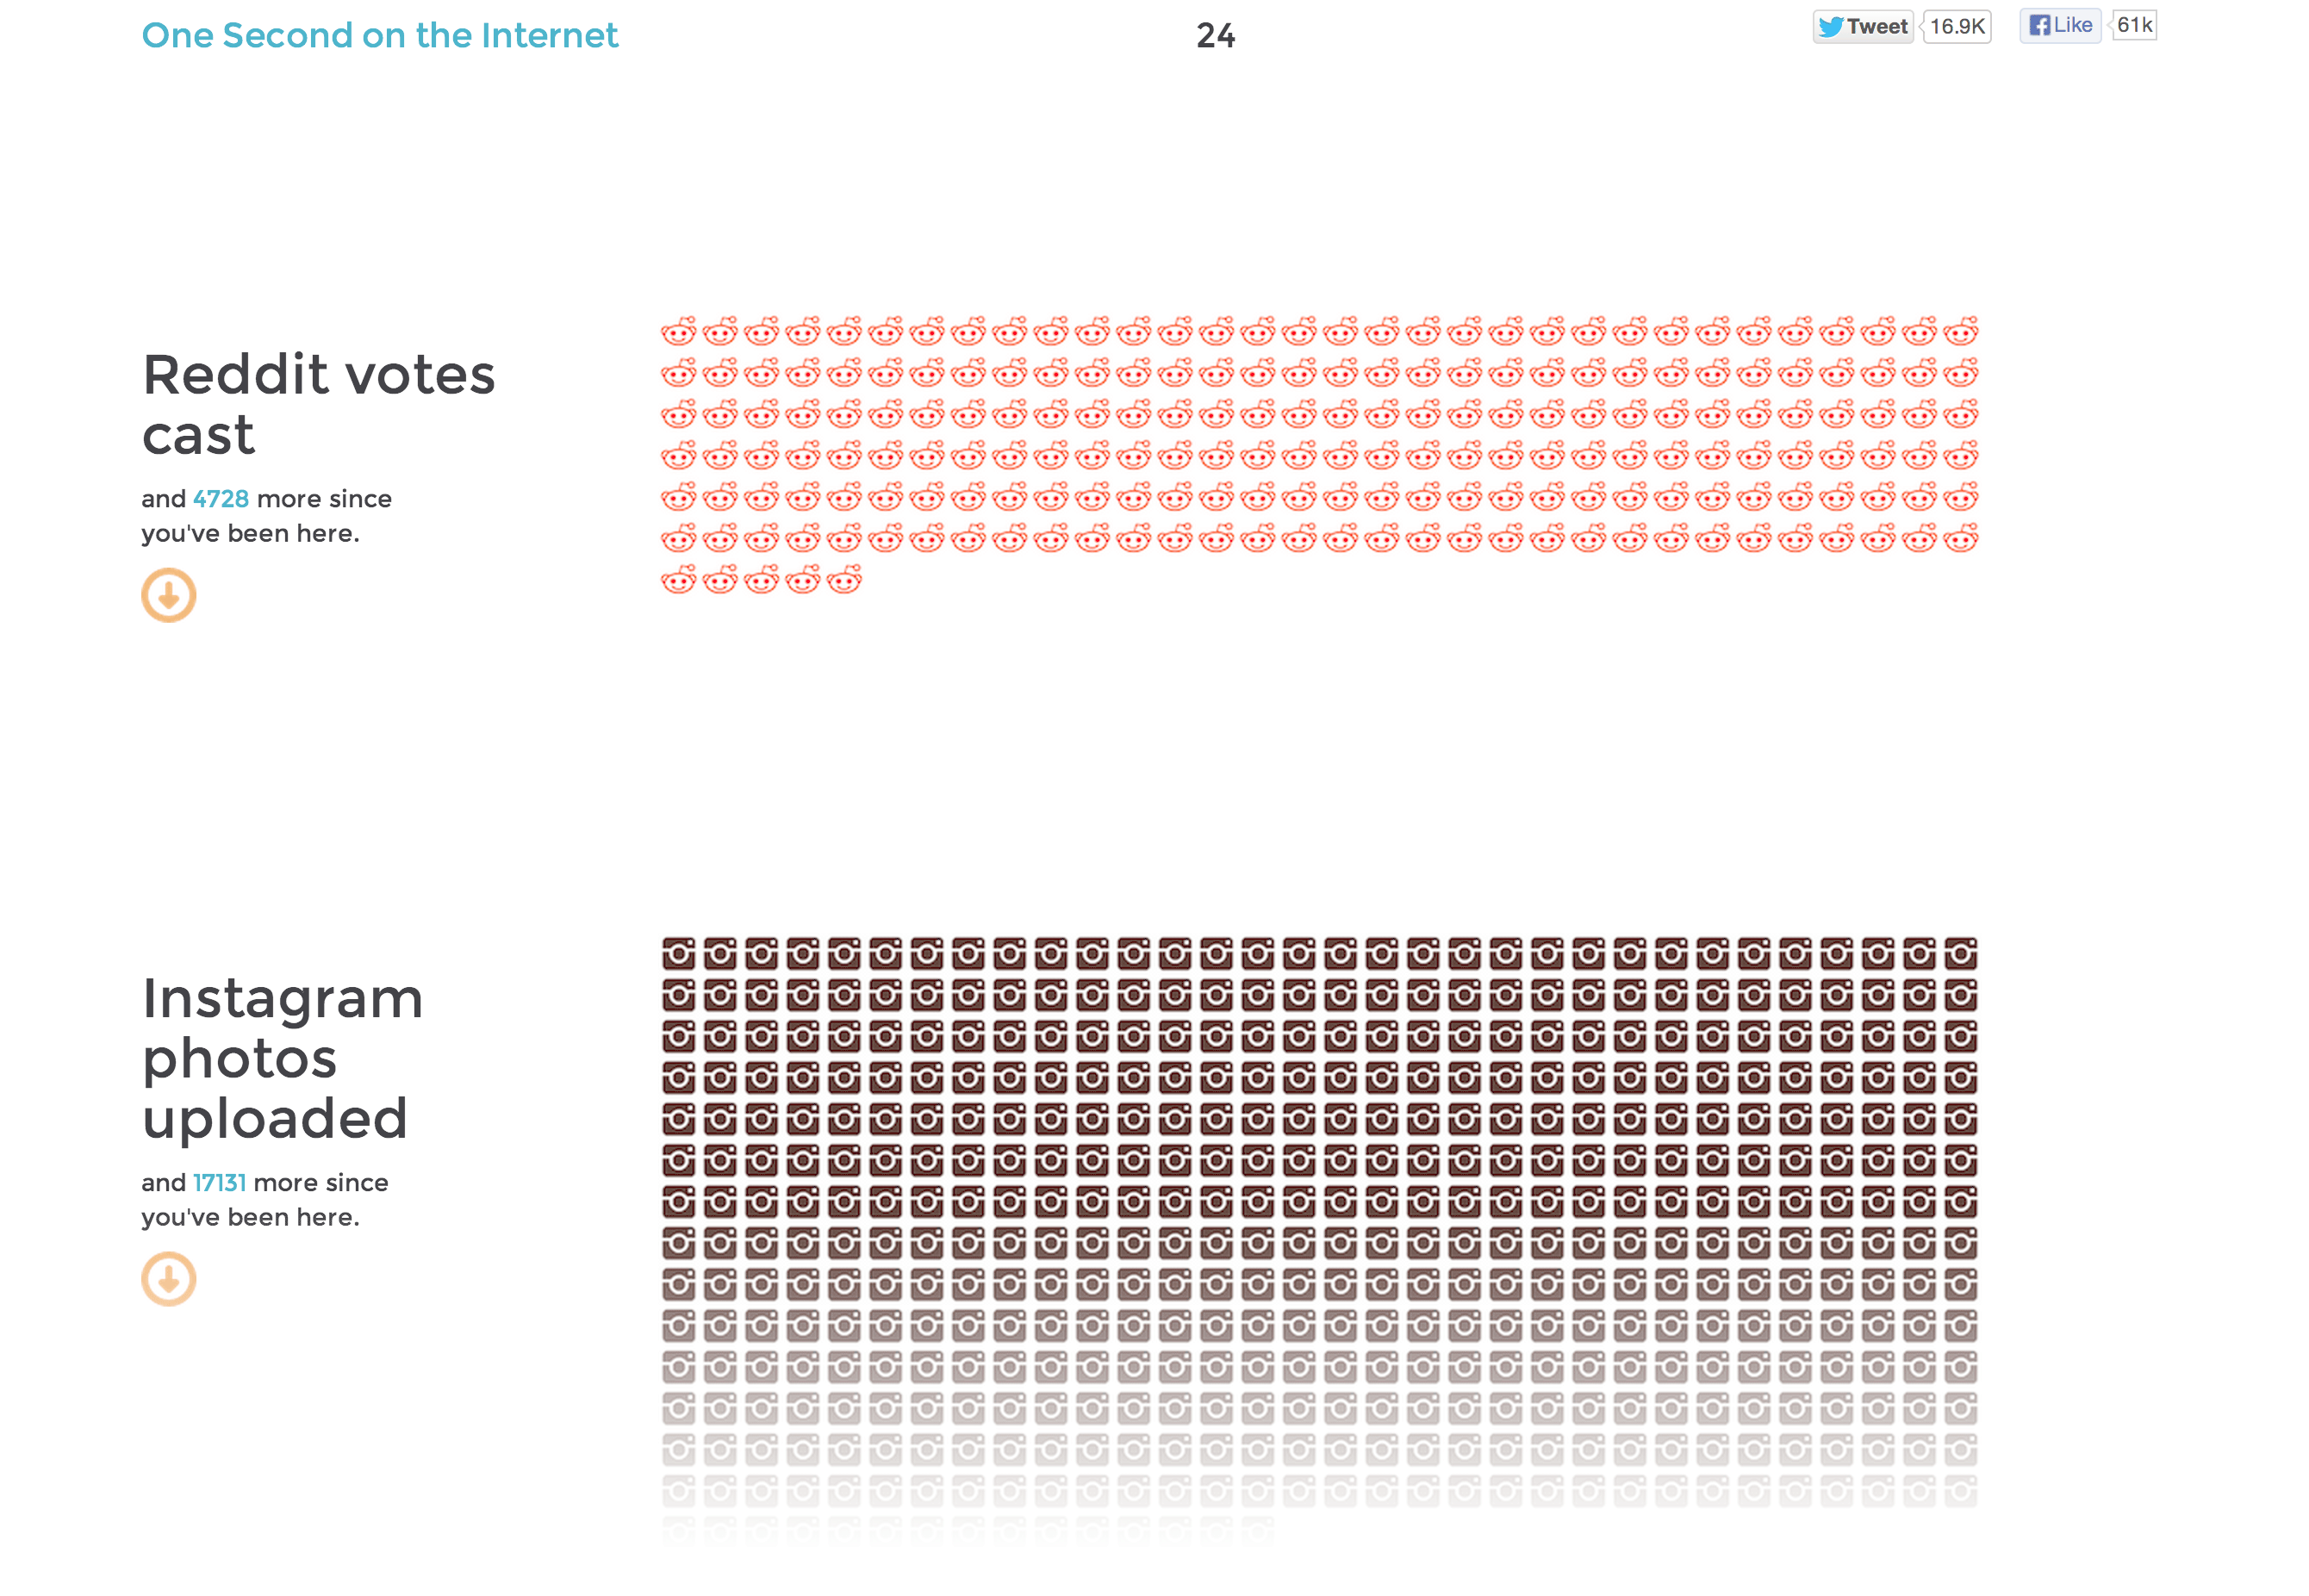 One Second on the Internet
24
Tweet 16.9K
Like 61k
Reddit votes
cast
and 4728 more since
you've been here.
Instagram
photos
uploaded
and 17131 more since
you've been here.